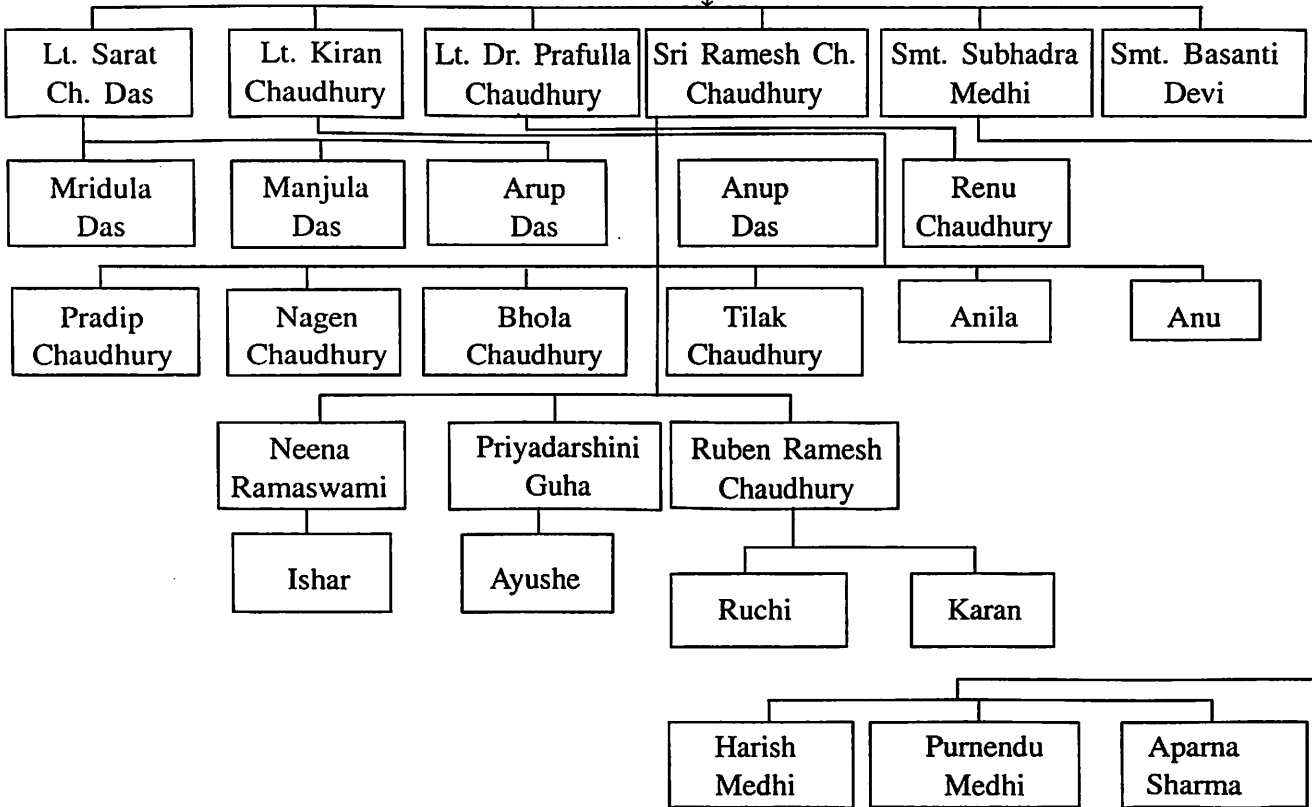 Lt. Sarat
Ch. Das
Lt. Kiran
Chaudhury
Lt. Dr. Prafulla
Chaudhury
Sri Ramesh Ch.
Chaudhury
Smt. Subhadra
Medhi
Smt. Basanti
Devi
Mridula
Das
Manjula
Das
Arup
Das
Anup
Das
Renu
Chaudhury
Pradip
Chaudhury
Nagen
Chaudhury
Bhola
Chaudhury
Tilak
Chaudhury
Anila
Anu
Neena
Ramaswami
Priyadarshini
Guha
Ruben Ramesh
Chaudhury
Ishar
Ayushe
Ruchi
Karan
Harish
Medhi
Purnendu
Medhi
Aparna
Sharma